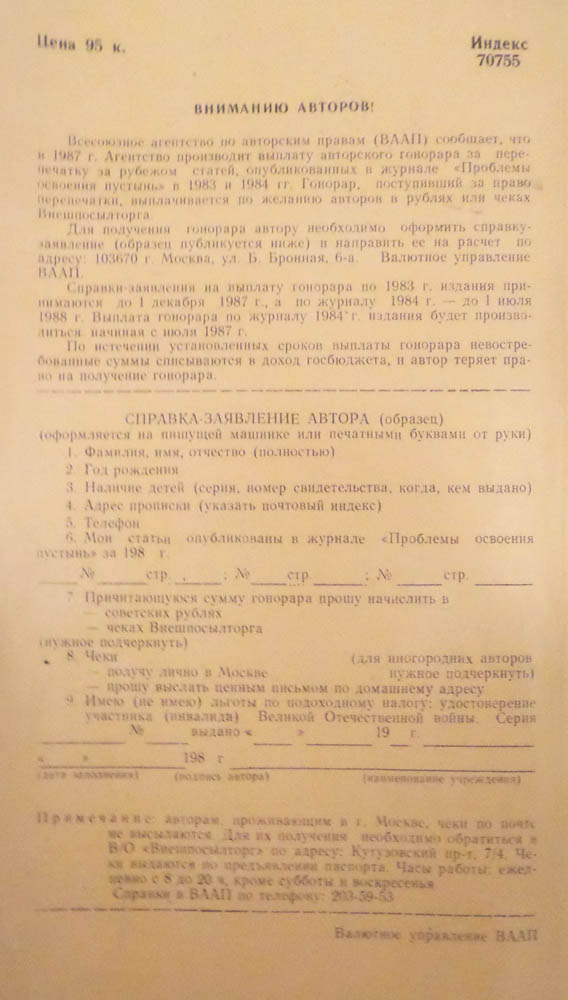 Цена 95 к.
Индекс
70755
ВНИМАНИЮ АВТОРОВ!
Всесоюзное агентство по авторским правам (ВААП) сообщает, что
в 1987 г. Агентство производит выплату авторского гонорара за пере-
печатку за рубежом статей, опубликованных в журнале «Проблемы
освоения пустынь» в 1983 и 1984 гг. Гонорар, поступивший за право
перепечатки, выплачивается по желанию авторов в рублях или чеках
Внешпосылторга.
Для получения гонорара автору необходимо оформить справку-
заявление (образец публикуется ниже) и направить ее на расчет по
адресу: 103670 г. Москва, ул. Б. Бронная, 6-а. Валютное управление
ВААП.
Справки-заявления на выплату гонорара по 1983 г. издания при-
нимаются до 1 декабря 1987 г., а по журналу 1984 г. — до 1 июля
1988 г. Выплата гонорара по журналу 1984 г. издания будет произво-
диться начиная с июля 1987 г.
По истечении установленных сроков выплаты гонорара невостре-
бованные суммы списываются в доход госбюджета, и автор теряет пра-
во на получение гонорара.
СПРАВКА-ЗАЯВЛЕНИЕ АВТОРА (образец)
(оформляется на пишущей машинке или печатными буквами от руки)
1. Фамилия, имя, отчество (полностью)
2. Год рождения
3. Наличие детей (серия, номер свидетельства, когда, кем выдано)
4. Адрес прописки (указать почтовый индекс)
5. Телефон
6. Мои статьи опубликованы в журнале «Проблемы освоения
пустынь» за 198 г.
№ стр. , ; № стр. ; № стр.
7. Причитающуюся сумму гонорара прошу начислить в
— советских рублях
— чеках Внешпосылторга
(нужное подчеркнуть)
8. Чеки (для иногородних авторов
— получу лично в Москве нужное подчеркнуть)
— прошу выслать ценным письмом по домашнему адресу
9. Имею (не имею) льготы по подоходному налогу: удостоверение
участника (инвалида) Великой Отечественной войны. Серия
№ выдано « » 19 г.
« » 198 г
(дата заполнения) (подпись автора) (наименование учреждения)
Примечание: авторам, проживающим в г. Москве, чеки по почте
не высылаются. Для их получения необходимо обратиться в
В/О «Внешпосылторг» по адресу: Кутузовский пр-т, 7/4. Че-
ки выдаются по предъявлении паспорта. Часы работы: еже-
невно с 8 до 20 ч, кроме субботы и воскресенья
Справки в ВААП по телефону: 203-59-53
Валютное управление ВААП